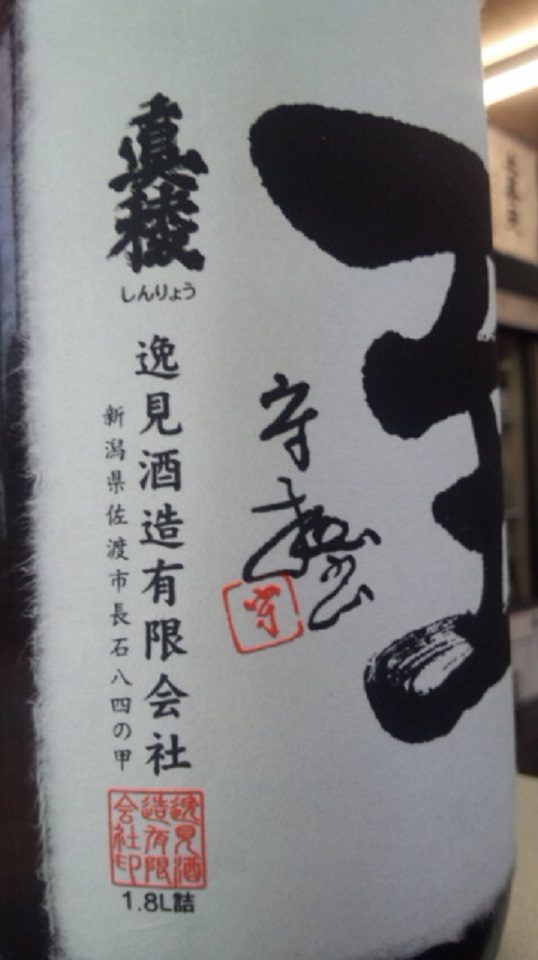 真稜
しんりょう
逸見酒造有限会社
新潟県佐渡市長石八四の甲
逸見酒
造有限
会社印
1.8L詰
守